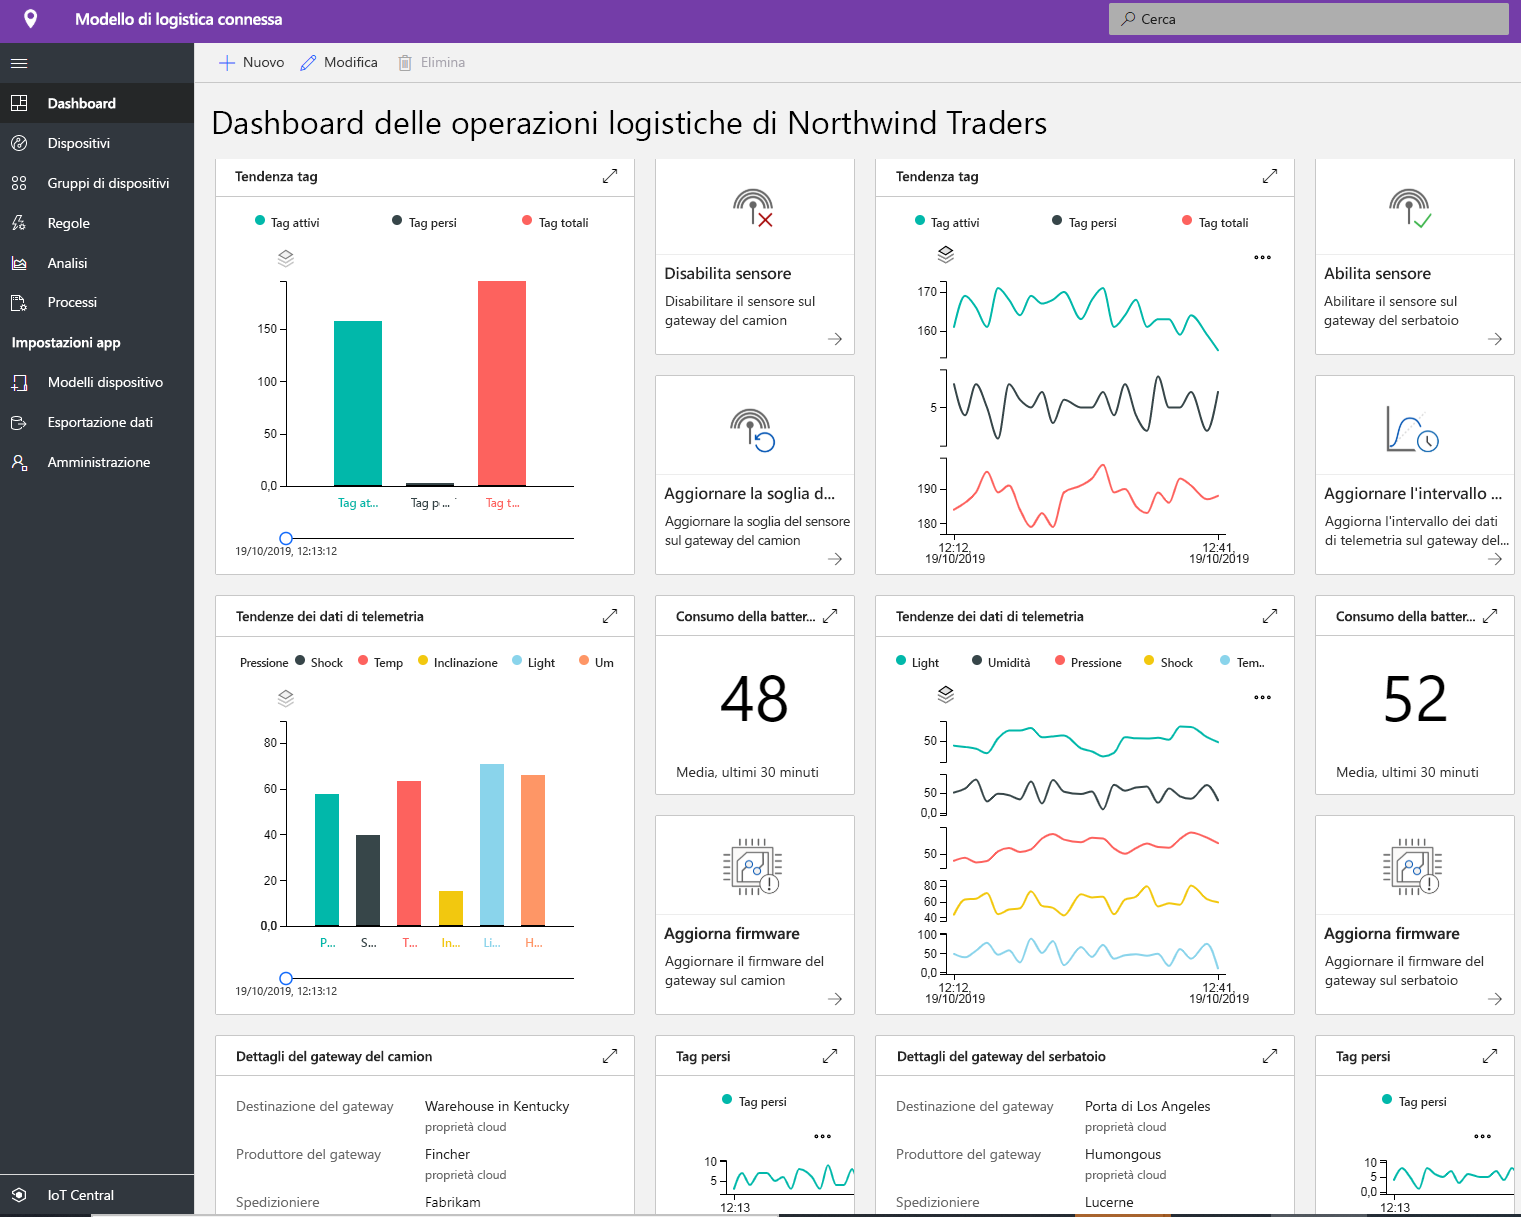 Modello di logistica connessa
Cerca
Nuovo
Modifica
Elimina
Dashboard
Dispositivi
Gruppi di dispositivi
Regole
Analisi
Processi
Impostazioni app
Modelli dispositivo
Esportazione dati
Amministrazione
IoT Central
Dashboard delle operazioni logistiche di Northwind Traders
Tendenza tag
Tag attivi
Tag persi
Tag totali
150
100
50
0,0
Tag at...
Tag p ...
Tag t...
19/10/2019, 12:13:12
Disabilita sensore
Disabilitare il sensore sul
gateway del camion
Aggiornare la soglia d...
Aggiornare la soglia del sensore
sul gateway del camion
Tendenza tag
Tag attivi
Tag persi
Tag totali
170
160
5
190
180
12:12,
19/10/2019
12:41,
19/10/2019
Abilita sensore
Abilitare il sensore sul
gateway del serbatoio
Aggiornare l'intervallo ...
Aggiorna l'intervallo dei dati
di telemetria sul gateway del...
Tendenze dei dati di telemetria
Pressione
Shock
Temp
Inclinazione
Light
Um
80
60
40
20
0,0
P...
S...
T...
In...
Li...
H...
19/10/2019, 12:13:12
Consumo della batter...
48
Media, ultimi 30 minuti
Aggiorna firmware
Aggiornare il firmware del
gateway sul camion
Tendenze dei dati di telemetria
Light
Umidità
Pressione
Shock
Tem..
50
50
0,0
50
80
60
40
100
50
0,0
12:12,
19/10/2019
12:41,
19/10/2019
Consumo della batter...
52
Media, ultimi 30 minuti
Aggiorna firmware
Aggiornare il firmware del
gateway sul serbatoio
Dettagli del gateway del camion
Destinazione del gateway
Warehouse in Kentucky
proprietà cloud
Produttore del gateway
Fincher
proprietà cloud
Spedizioniere
Fabrikam
Tag persi
Tag persi
10
5
12:13
Dettagli del gateway del serbatoio
Destinazione del gateway
Porta di Los Angeles
proprietà cloud
Produttore del gateway
Humongous
proprietà cloud
Spedizioniere
Lucerne
Tag persi
Tag persi
10
5
0,0
12:13